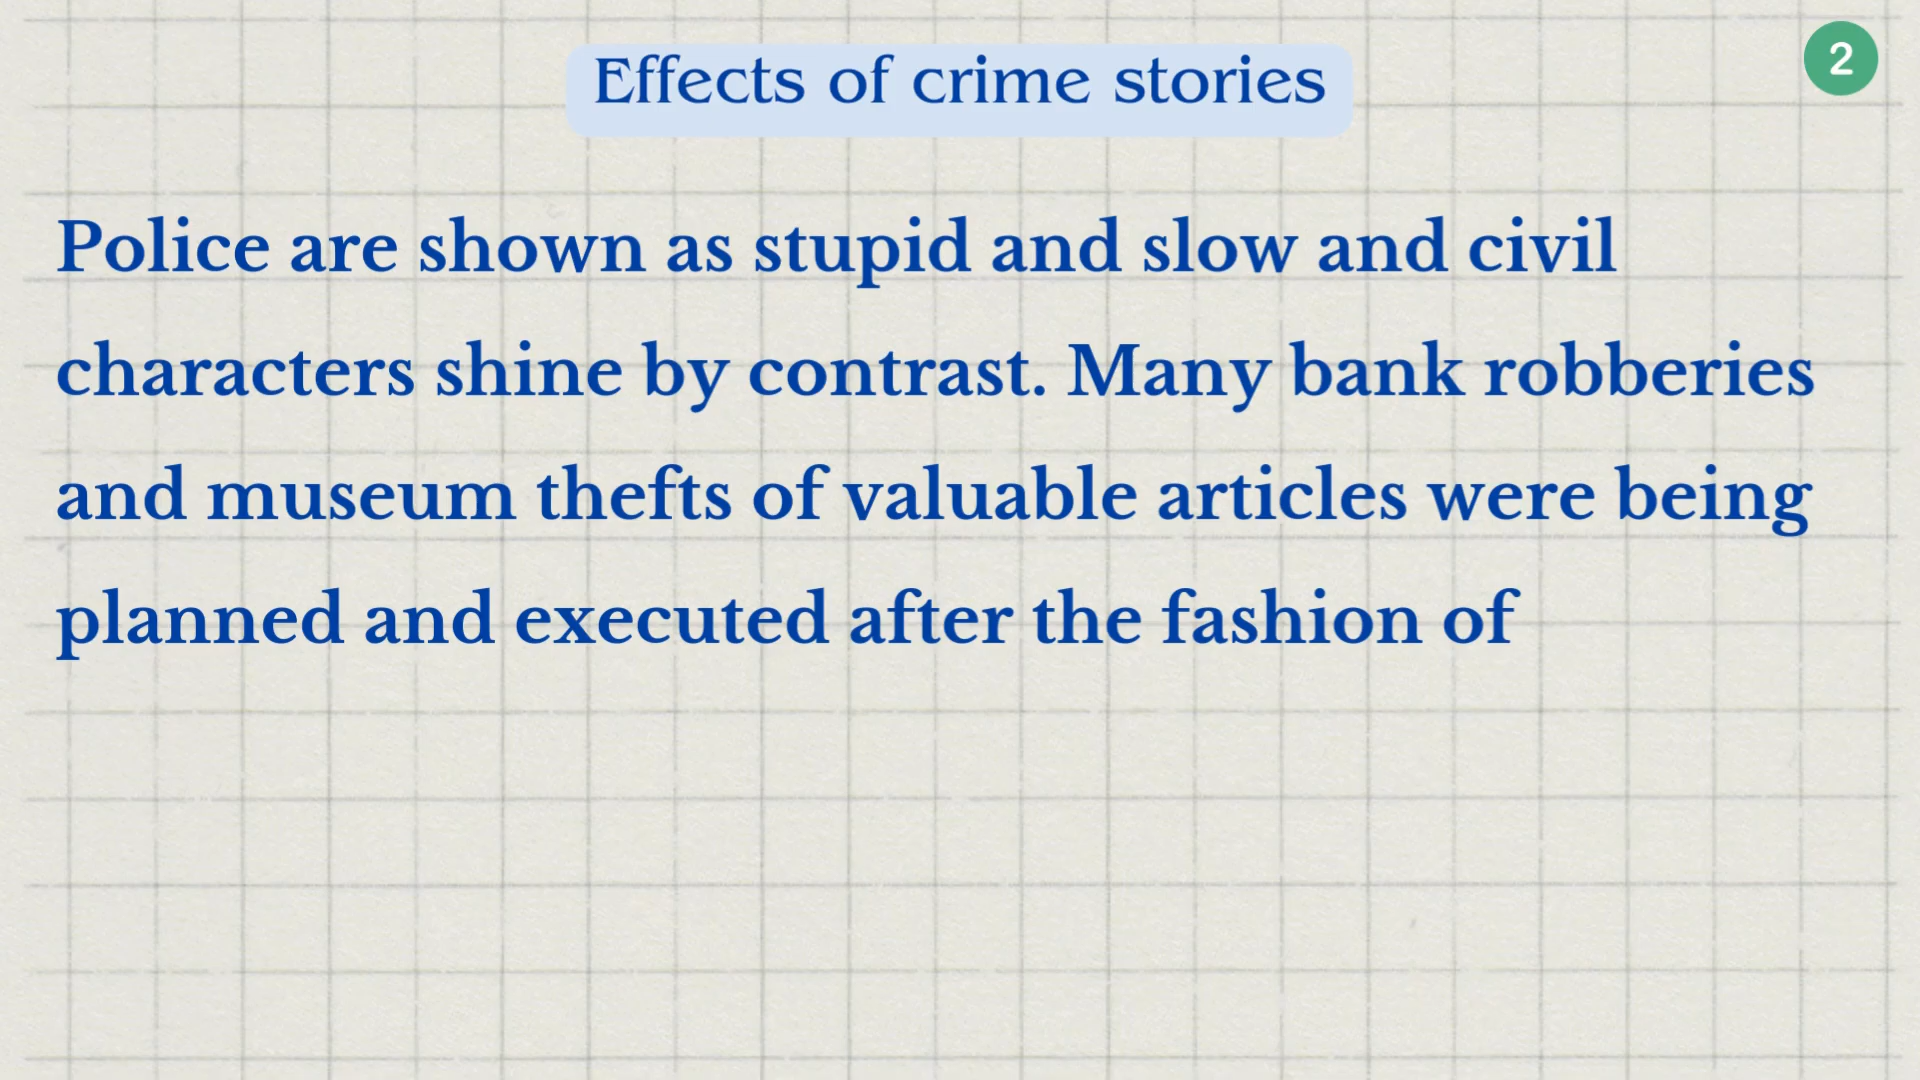 Effects of crime stories
2
Police are shown as stupid and slow and civil
characters shine by contrast. Many bank robberies
and museum thefts of valuable articles were being
planned and executed after the fashion of